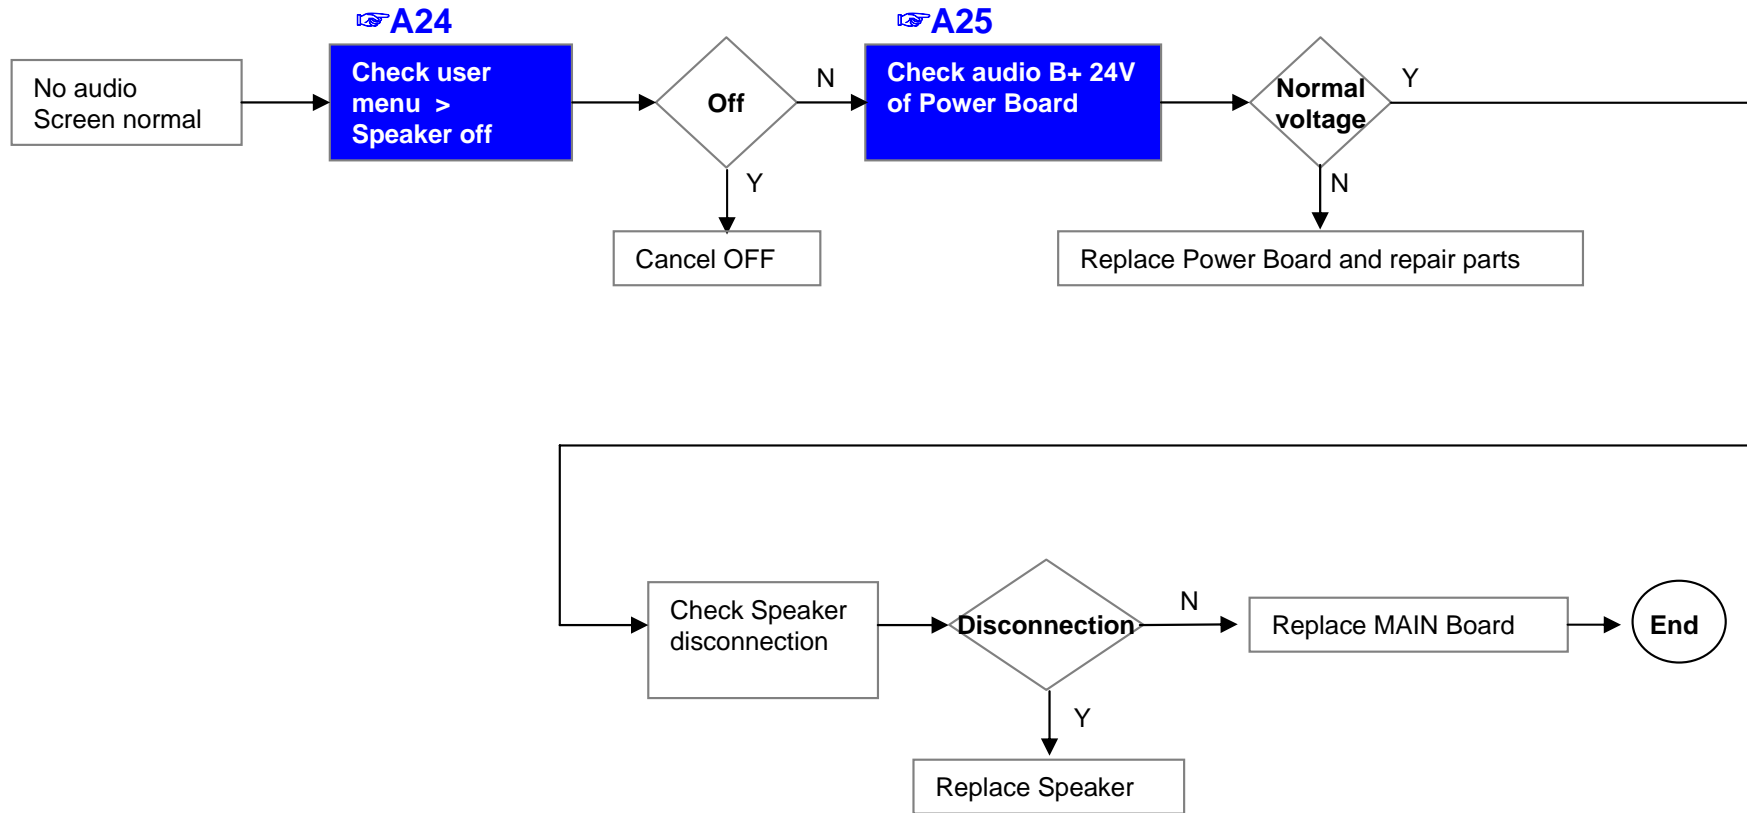 ☞A24
☞A25
No audio
Screen normal
Check user
menu >
Speaker off
Off
N
Check audio B+ 24V
of Power Board
Normal
voltage
Y
Y
N
Cancel OFF
Replace Power Board and repair parts
Check Speaker
disconnection
Disconnection
N
Replace MAIN Board
End
Y
Replace Speaker